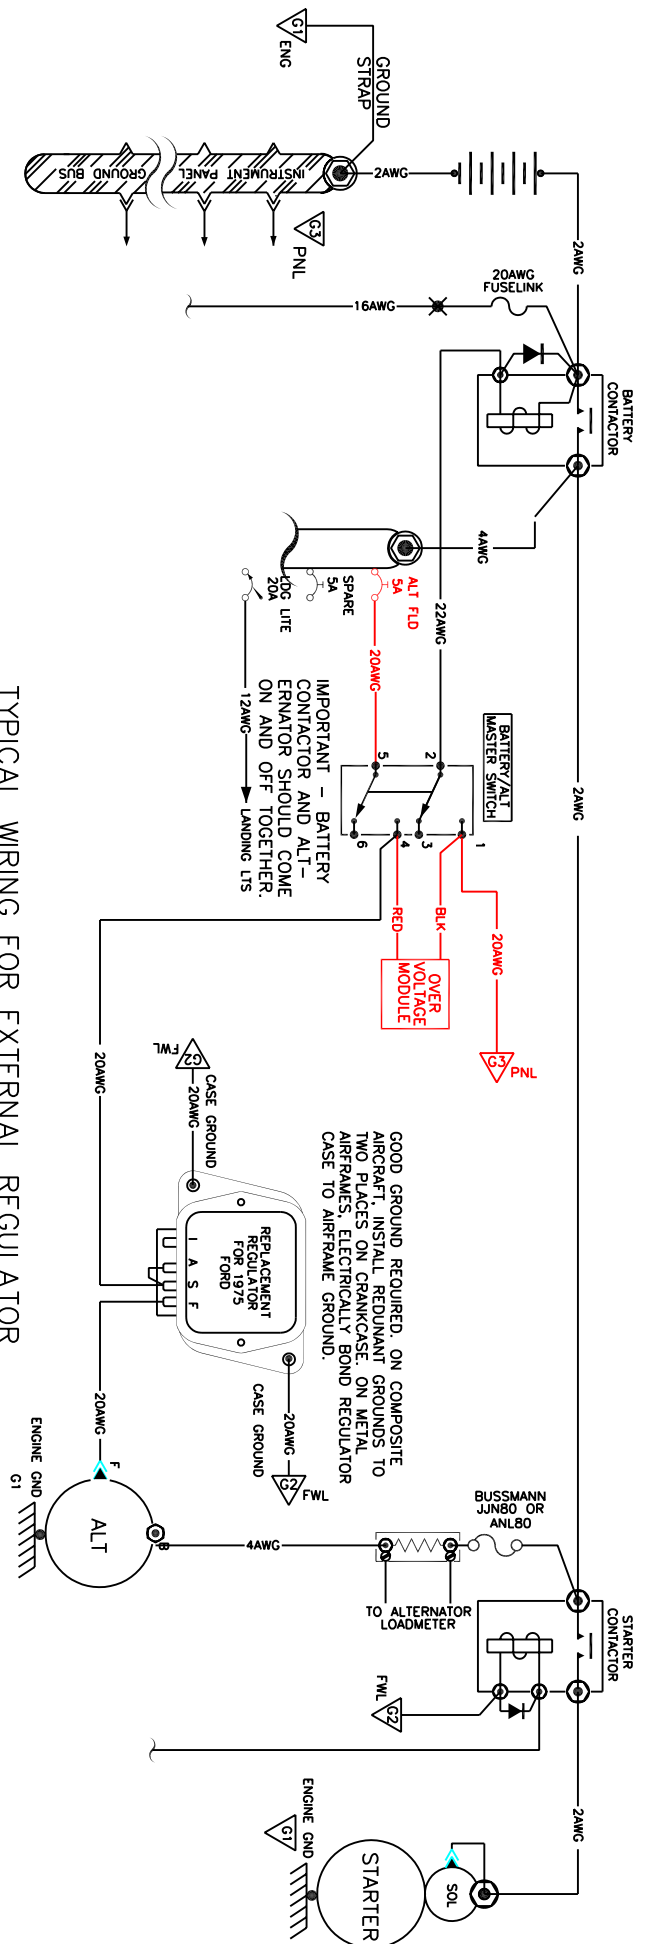 G1
ENG
GROUND
STRAP
INSTRUMENT PANEL
GROUND BUS
2AWG
G3
PNL
2AWG
20AWG
FUSELINK
16AWG
BATTERY
CONTACTOR
4AWG
22AWG
ALT FLD
5A
SPARE
5A
LDG LITE
20A
20AWG
12AWG
LANDING LTS
IMPORTANT - BATTERY
CONTACTOR AND ALT-
ERNATOR SHOULD COME
ON AND OFF TOGETHER.
BATTERY/ALT
MASTER SWITCH
2
5
1
3
4
6
2AWG
BLK
RED
20AWG
OVER
VOLTAGE
MODULE
G3
PNL
20AWG
G2
FWL
20AWG
CASE GROUND
GOOD GROUND REQUIRED. ON COMPOSITE
AIRCRAFT, INSTALL REDUNANT GROUNDS TO
TWO PLACES ON CRANKCASE. ON METAL
AIRFRAMES, ELECTRICALLY BOND REGULATOR
CASE TO AIRFRAME GROUND.
REPLACEMENT
REGULATOR
FOR 1975
FORD
I A S F
CASE GROUND
20AWG
G2
FWL
20AWG
F
ALT
B
ENGINE GND
G1
4AWG
BUSSMANN
JJN80 OR
ANL80
TO ALTERNATOR
LOADMETER
STARTER
CONTACTOR
G2
FWL
2AWG
ENGINE GND
G1
SOL
STARTER
TYPICAL WIRING FOR EXTERNAL REGULATOR